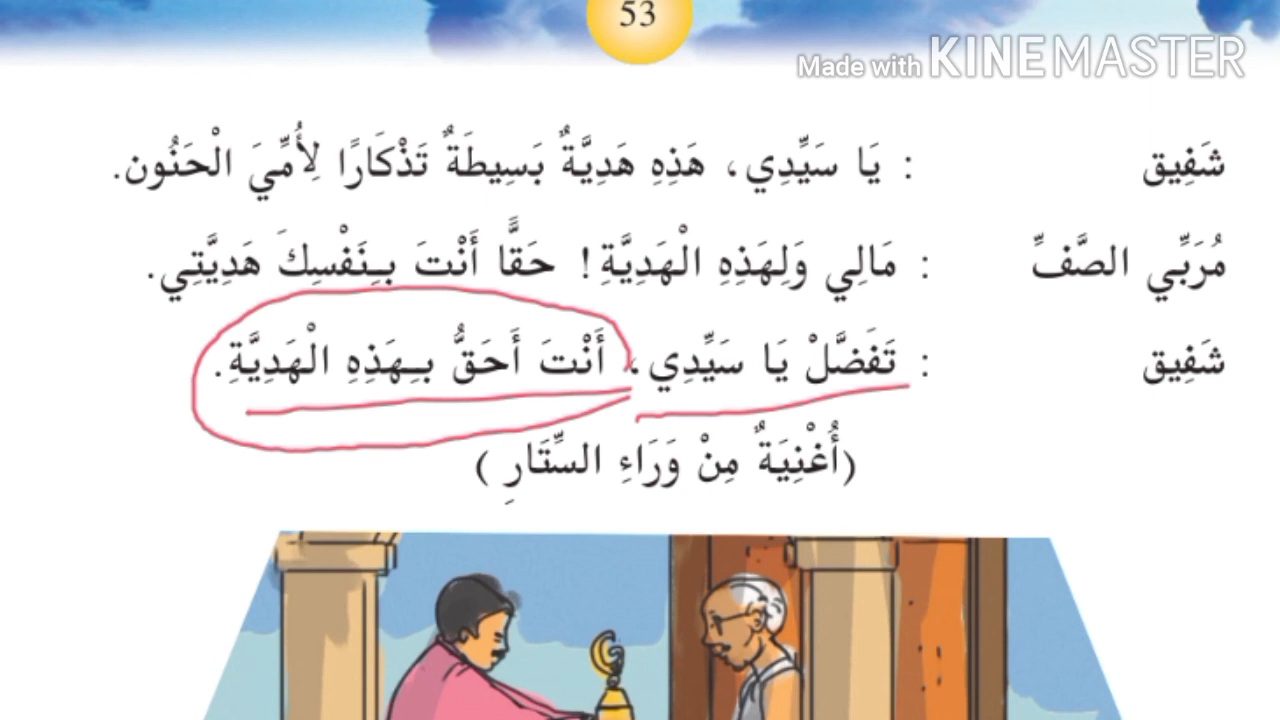 53
Made with KINEMASTER
شَفِيق : يَا سَيِّدِي، هَذِهِ هَدِيَّةٌ بَسِيطَةٌ تَذْكَارًا لِأُمِّيَ الْحَنُون.
مُرَبِّي الصَّفِّ : مَالِي وَلِهَذِهِ الْهَدِيَّةِ! حَقًّا أَنْتَ بِنَفْسِكَ هَدِيَّتِي.
شَفِيق : تَفَضَّلْ يَا سَيِّدِي، أَنْتَ أَحَقُّ بِهَذِهِ الْهَدِيَّةِ.
(أُغْنِيَةٌ مِنْ وَرَاءِ السِّتَارِ)